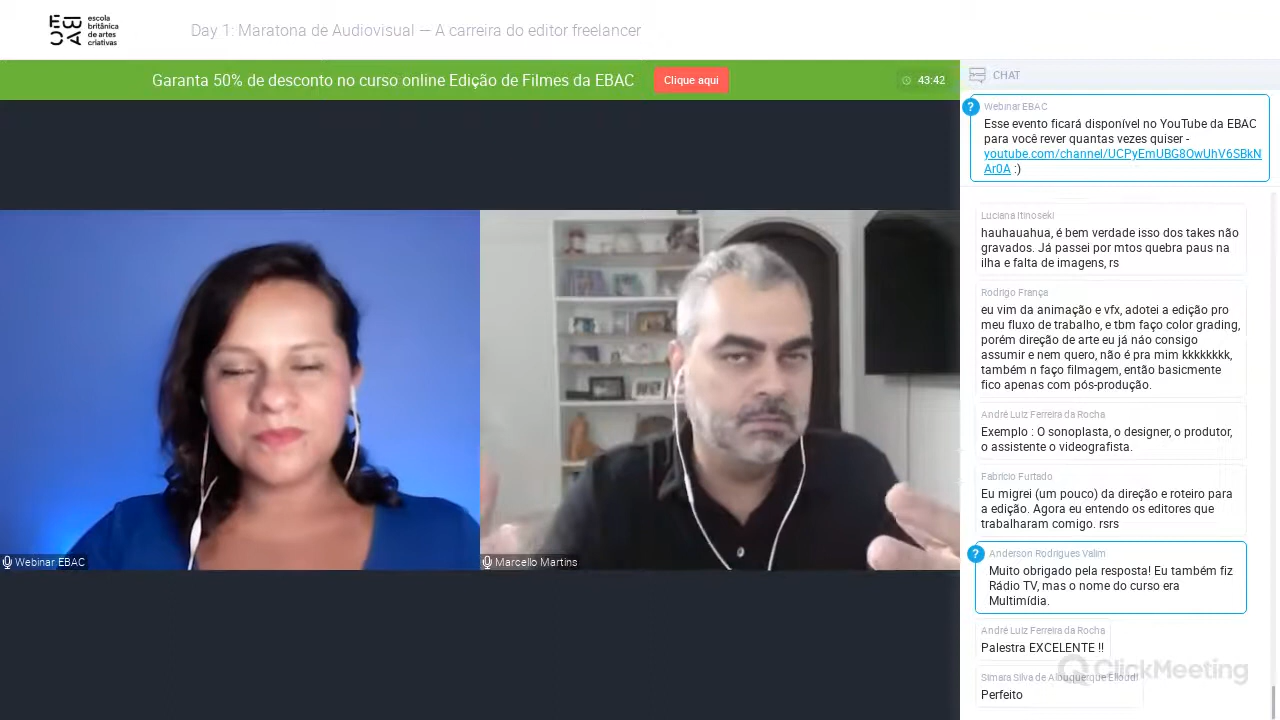 EBAC
escola
britânica
de artes
criativas
Day 1: Maratona de Audiovisual — A carreira do editor freelancer
Garanta 50% de desconto no curso online Edição de Filmes da EBAC
Clique aqui
43:42
CHAT
?
Webinar EBAC
Esse evento ficará disponível no YouTube da EBAC
para você rever quantas vezes quiser -
youtube.com/channel/UCPyEmUBG8OwUhV6SBkN
Ar0A :)
Luciana Itinoseki
hauhauahua, é bem verdade isso dos takes não
gravados. Já passei por mtos quebra paus na
ilha e falta de imagens, rs
Rodrigo França
eu vim da animação e vfx, adotei a edição pro
meu fluxo de trabalho, e tbm faço color grading,
porém direção de arte eu já não consigo
assumir e nem quero, não é pra mim kkkkkkkk,
também n faço filmagem, então basicamente
fico apenas com pós-produção.
André Luiz Ferreira da Rocha
Exemplo : O sonoplasta, o designer, o produtor,
o assistente o videografista.
Fabricio Furtado
Eu migrei (um pouco) da direção e roteiro para
a edição. Agora eu entendo os editores que
trabalharam comigo. rsrs
?
Anderson Rodrigues Valim
Muito obrigado pela resposta! Eu também fiz
Rádio TV, mas o nome do curso era
Multimídia.
André Luiz Ferreira da Rocha
Palestra EXCELENTE !!
ClickMeeting
Simara Silva de Albuquerque Elloudi
Perfeito
Webinar EBAC
Marcello Martins